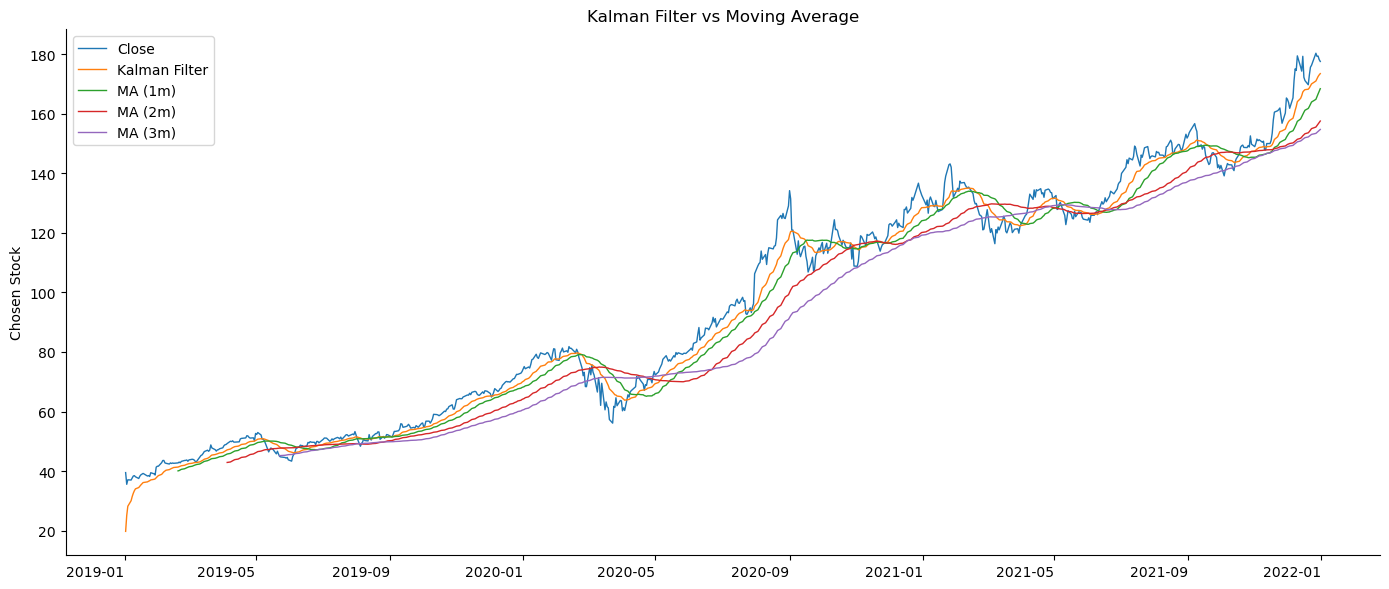 Kalman Filter vs Moving Average
Close
Kalman Filter
MA (1m)
MA (2m)
MA (3m)
Chosen Stock
180
160
140
120
100
80
60
40
20
2019-01
2019-05
2019-09
2020-01
2020-05
2020-09
2021-01
2021-05
2021-09
2022-01